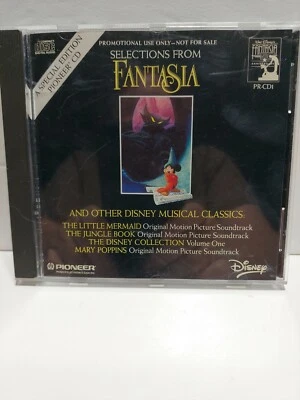 PROMOTIONAL USE ONLY—NOT FOR SALE
A SPECIAL EDITION
PIONEER CD
SELECTIONS FROM
FANTASIA
PR-CD1
AND OTHER DISNEY MUSICAL CLASSICS:
THE LITTLE MERMAID Original Motion Picture Soundtrack
THE JUNGLE BOOK Original Motion Picture Soundtrack
THE DISNEY COLLECTION Volume One
MARY POPPINS Original Motion Picture Soundtrack
PIONEER
Disney